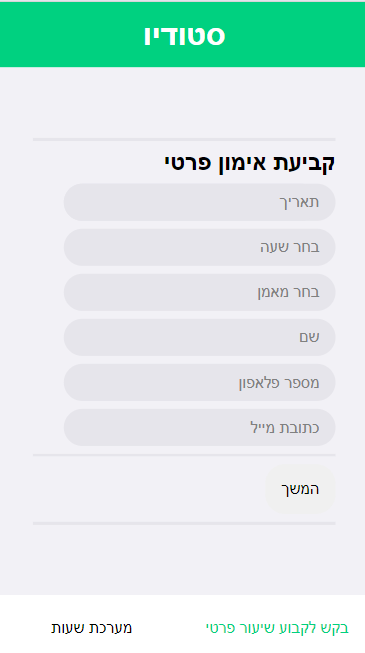 סטודיו
קביעת אימון פרטי
תאריך
בחר שעה
בחר מאמן
שם
מספר פלאפון
כתובת מייל
המשך
בקש לקבוע שיעור פרטי
מערכת שעות